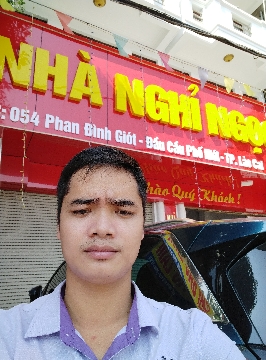 NHÀ NGHỈ NGỌ
: 054 Phan Đình Giót - Đầu Cầu Phố Mới - TP. Lào Cai
hào Quý Khách!